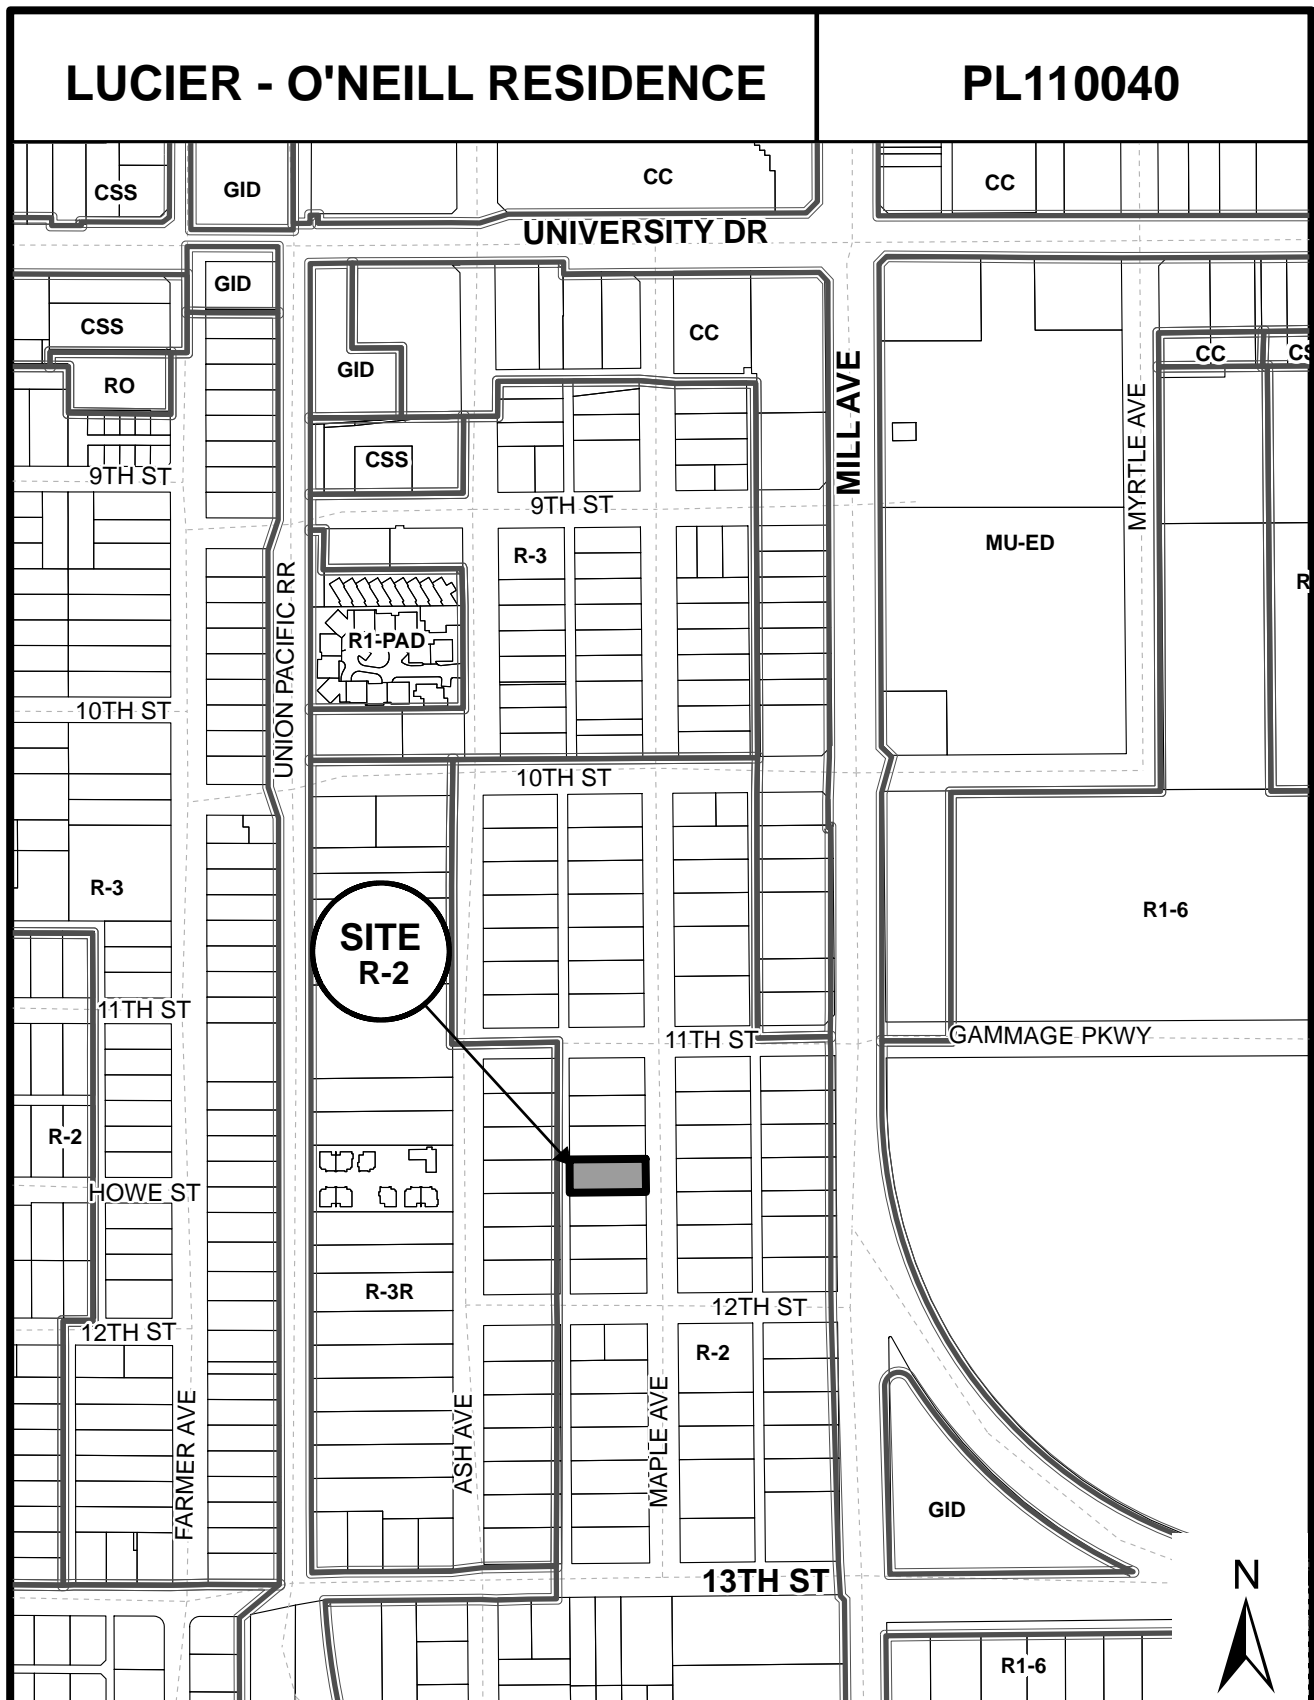 LUCIER - O'NEILL RESIDENCE
PL110040
CSS
GID
CC
CC
UNIVERSITY DR
GID
CSS
RO
GID
CC
MILL AVE
CC
CS
MYRTLE AVE
CSS
9TH ST
9TH ST
R-3
MU-ED
R
UNION PACIFIC RR
R1-PAD
10TH ST
10TH ST
R-3
SITE
R-2
R1-6
11TH ST
11TH ST
GAMMAGE PKWY
R-2
HOWE ST
R-3R
12TH ST
12TH ST
R-2
FARMER AVE
ASH AVE
MAPLE AVE
GID
13TH ST
N
R1-6